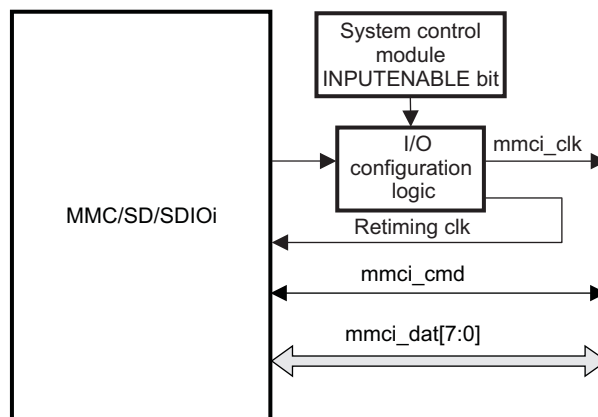 System control
module
INPUTENABLE bit
I/O
configuration
logic
mmci_clk
MMC/SD/SDIOi
Retiming clk
mmci_cmd
mmci_dat[7:0]